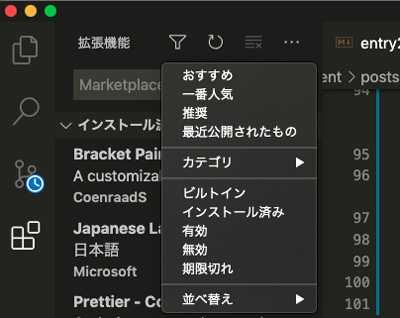 拡張機能
entry2
Marketplace
ent > posts
おすすめ
一番人気
推奨
最近公開されたもの
カテゴリ
ビルトイン
インストール済み
有効
無効
期限切れ
並べ替え
インストール済
Bracket Pai
A customizal
CoenraadS
Japanese La
日本語
Microsoft
Prettier - Co
94
95
96
97
98
99
100
101